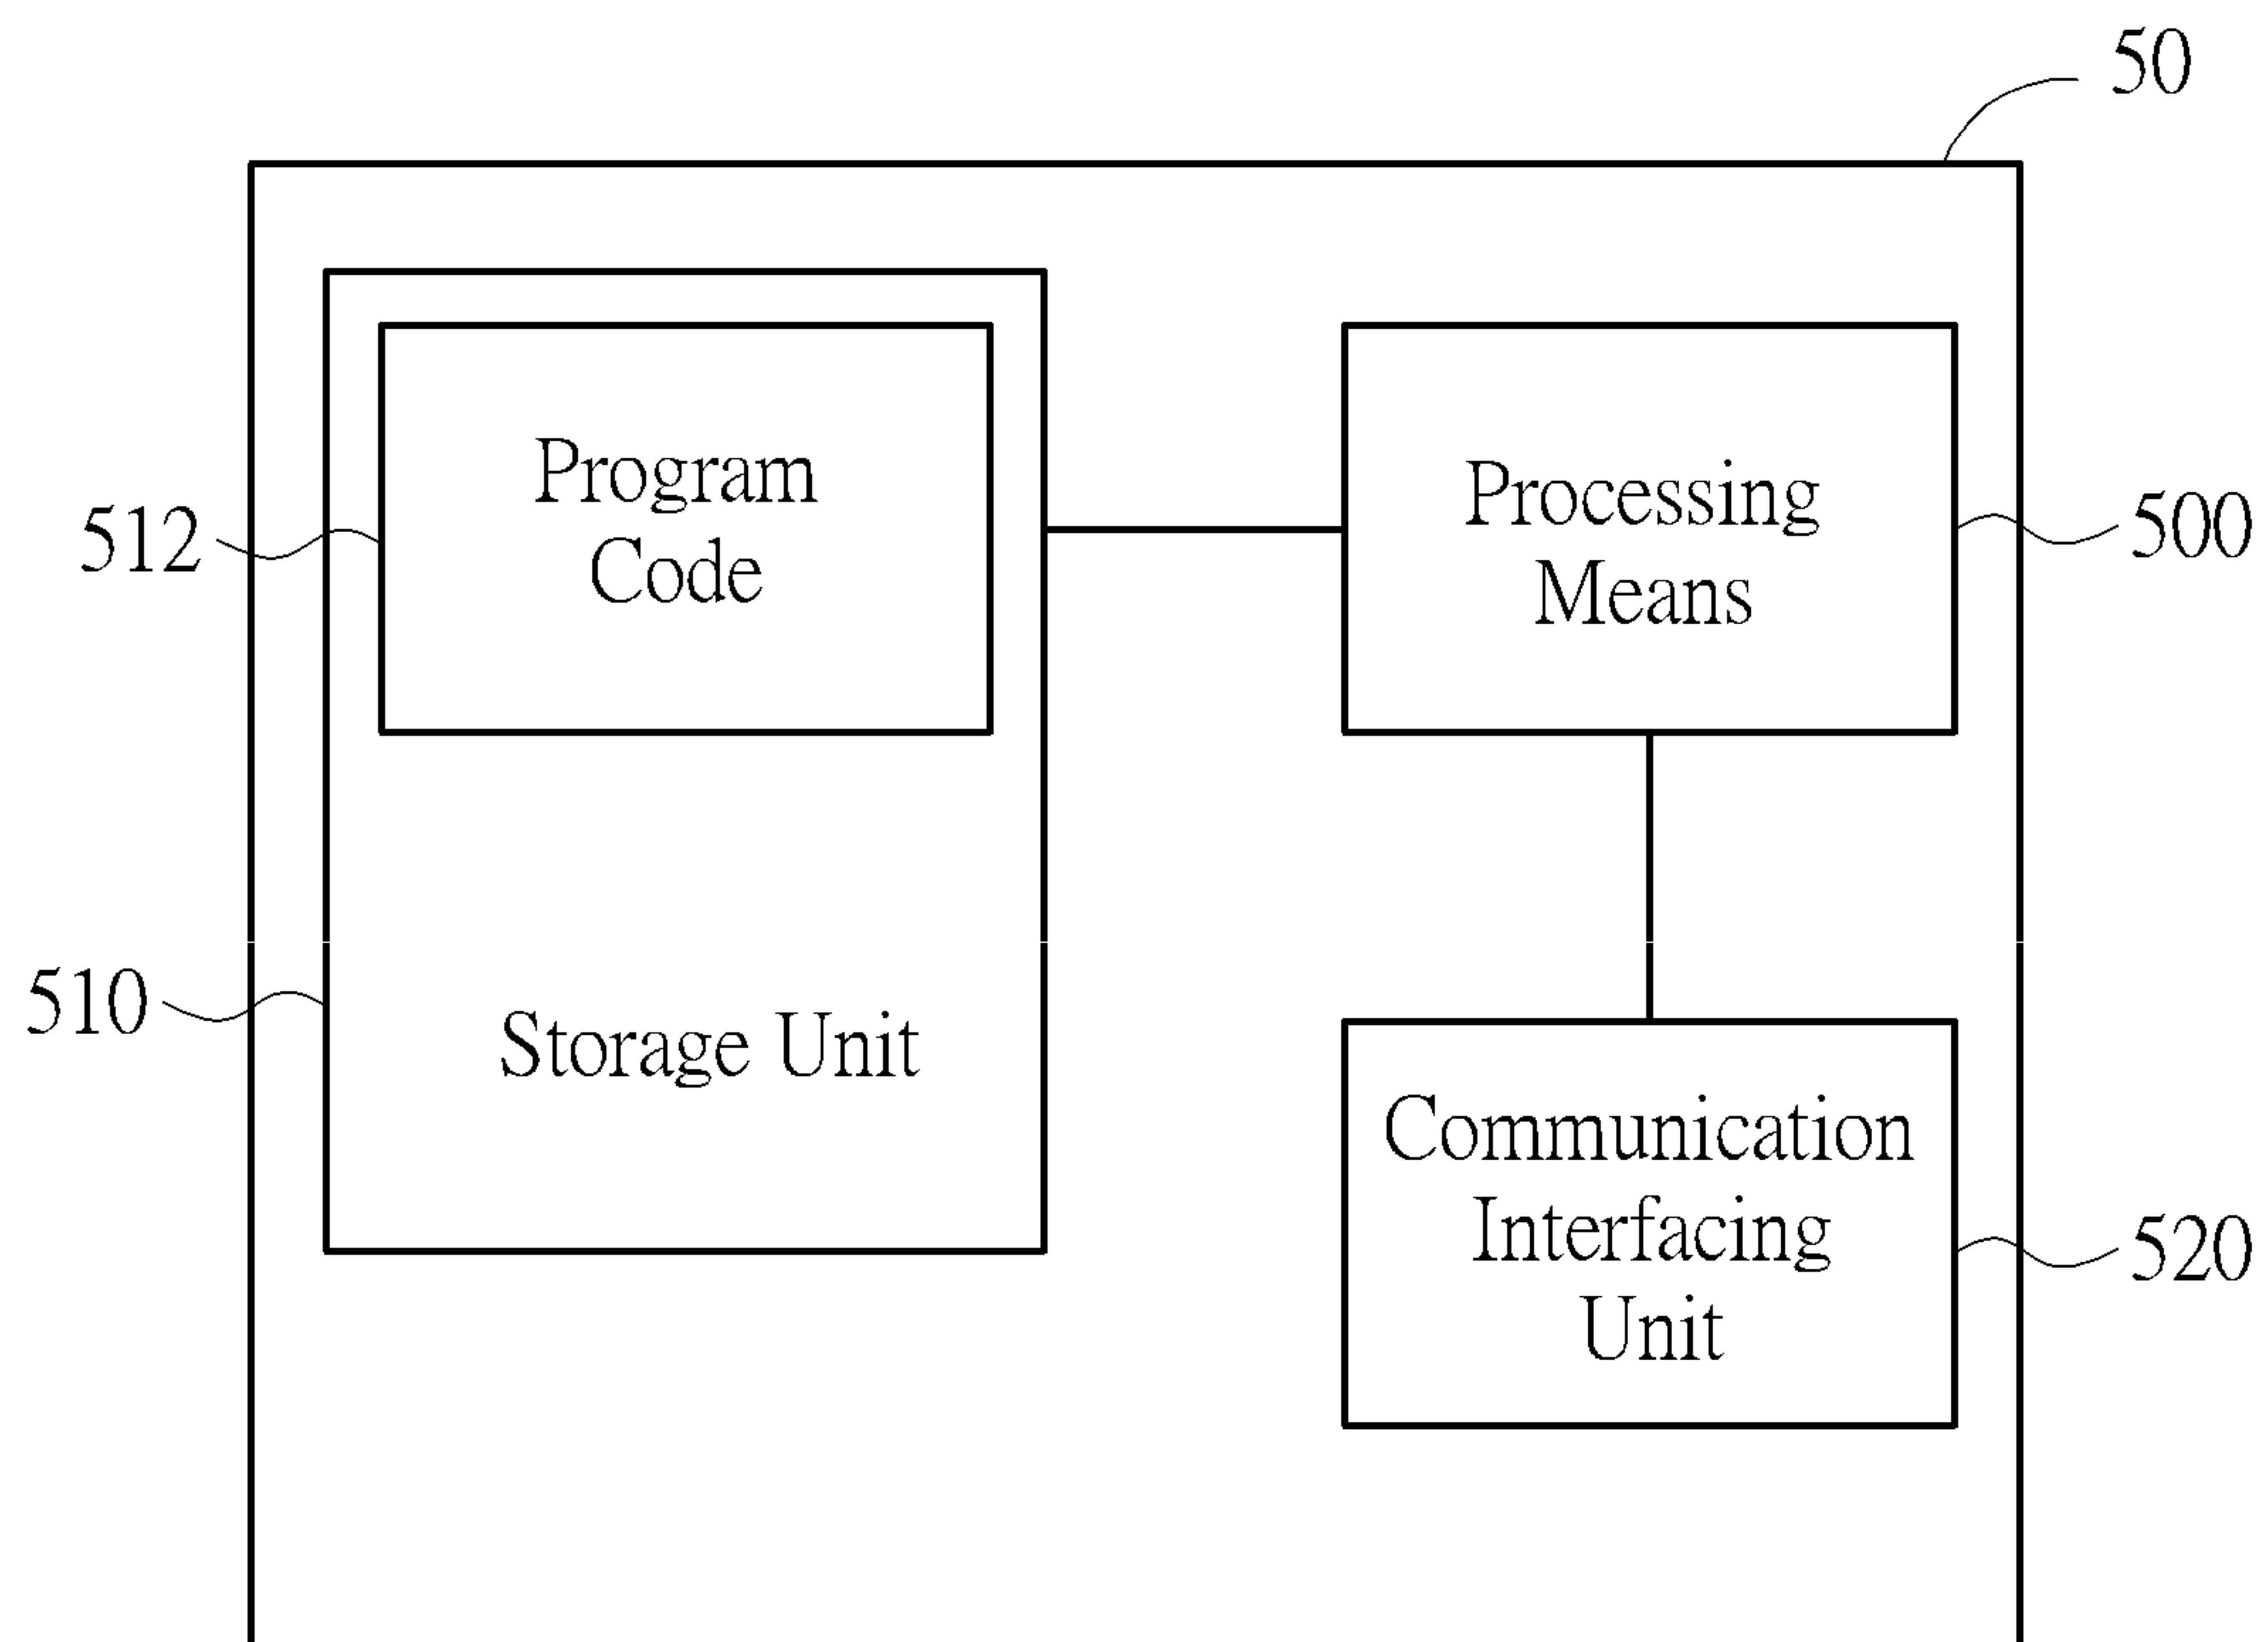 50
Program
Code
512
Processing
Means
500
510
Storage Unit
Communication
Interfacing
Unit
520